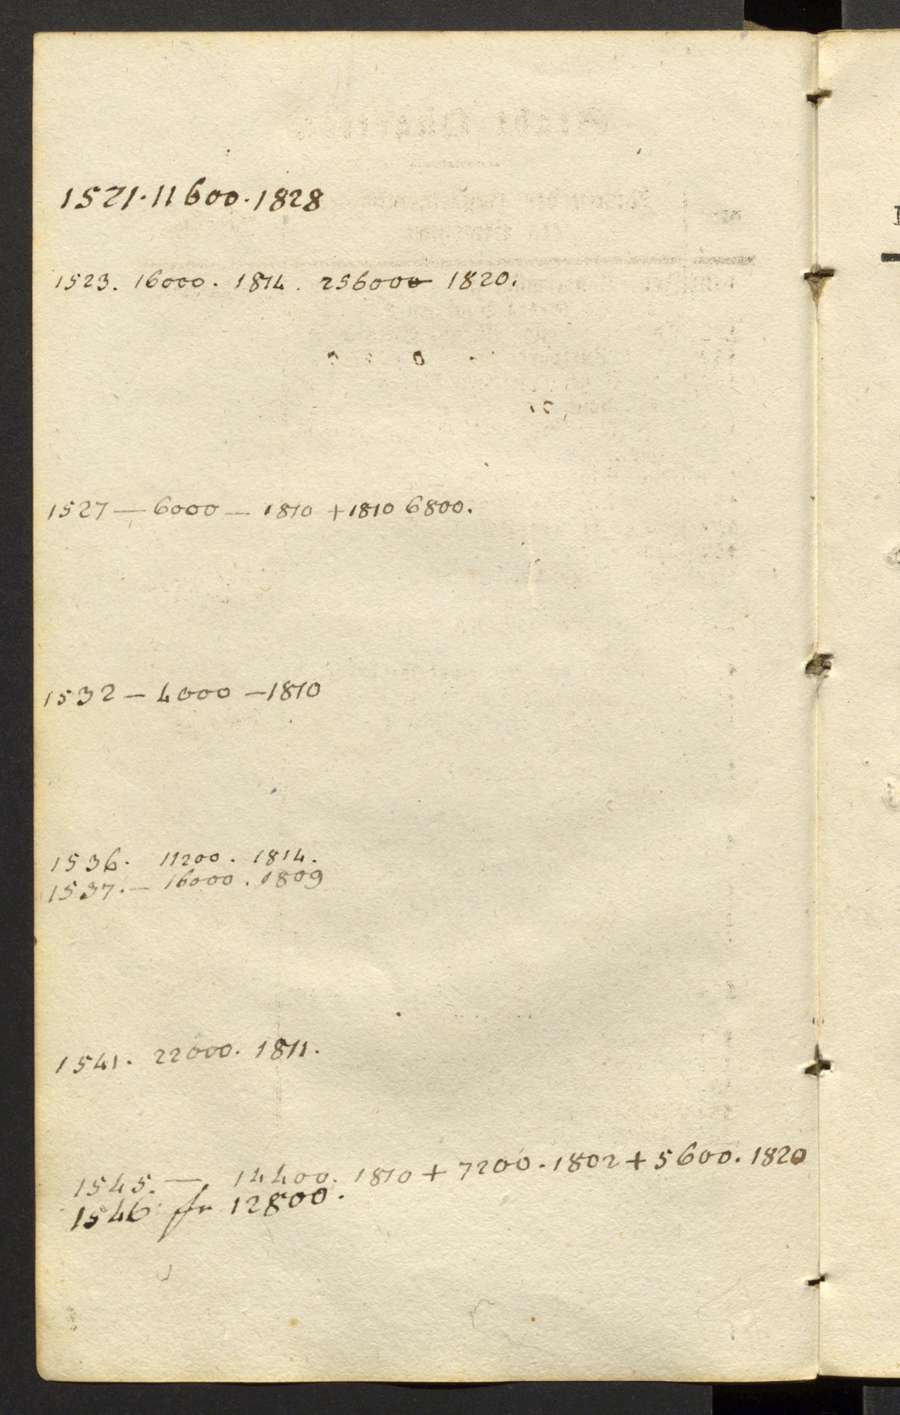 1521. 11600. 1828
1523. 16000. 1814. 256000 1820.
1527 — 6000 — 1810 + 1810 6800.
1532 — 4000 — 1810
1536. 11200. 1814.
1537. — 16000. 1809
1541. 22000. 1811.
1545. — 14400. 1810 + 7200. 1802 + 5600. 1820
1546 fr 12800.